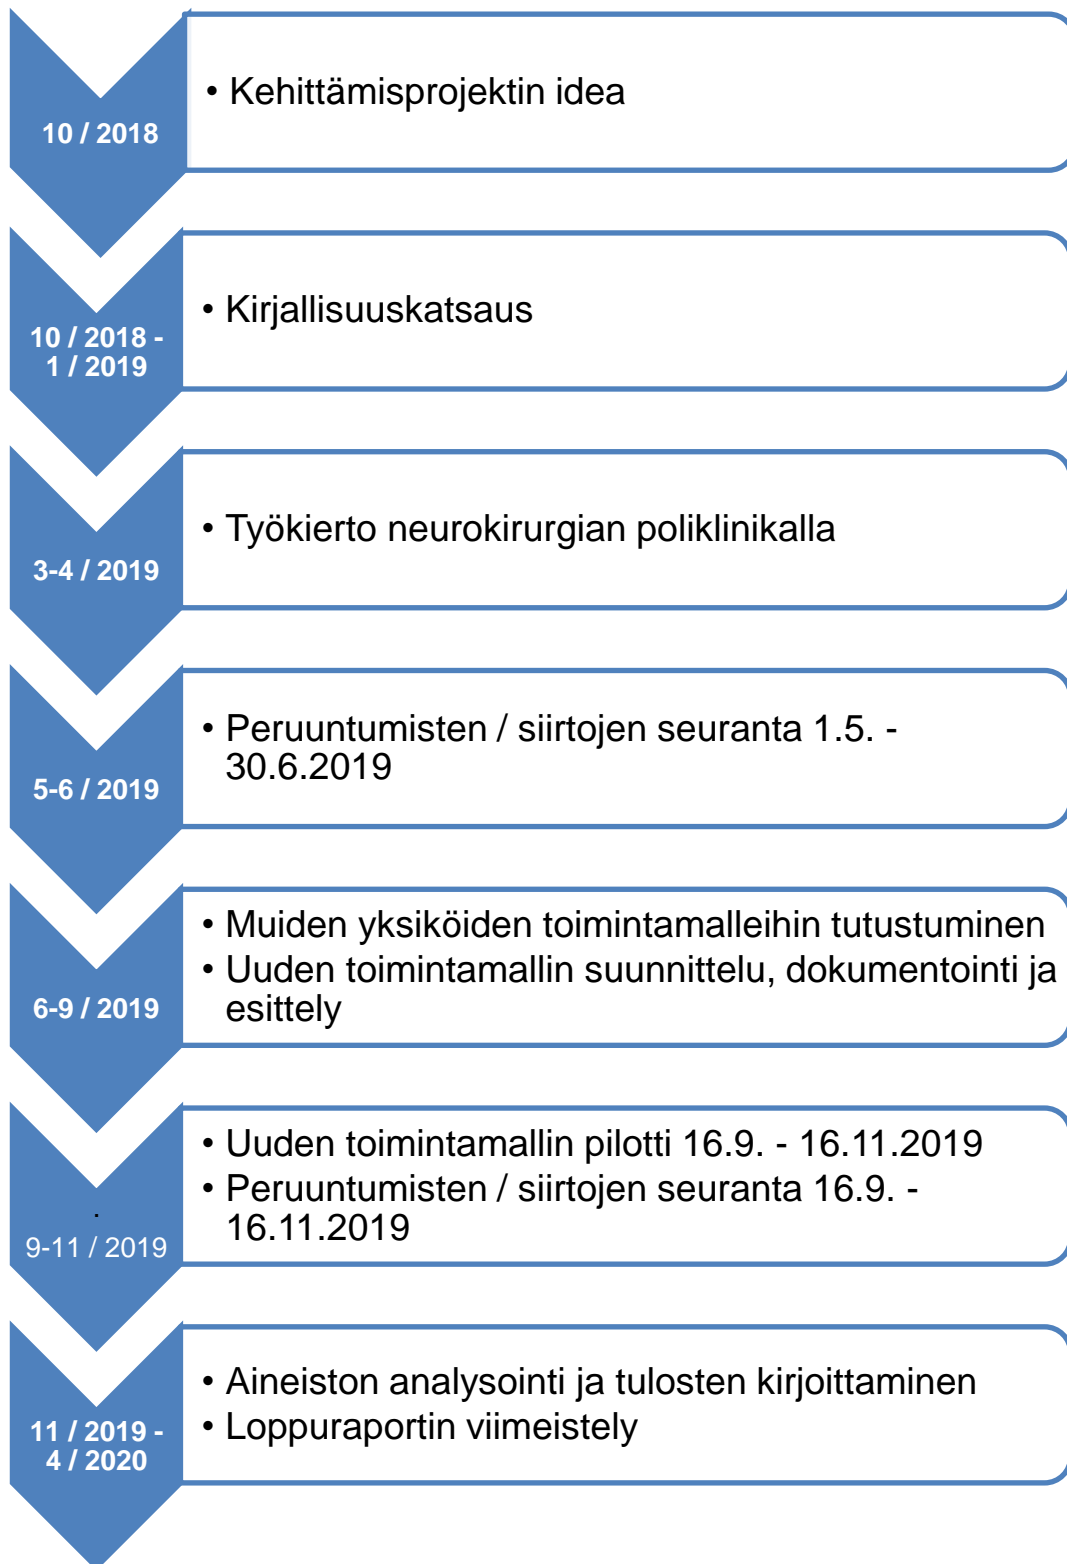 10 / 2018
• Kehittämisprojektin idea
10 / 2018 -
1 / 2019
• Kirjallisuuskatsaus
3-4 / 2019
• Työkierto neurokirurgian poliklinikalla
5-6 / 2019
• Peruuntumisten / siirtojen seuranta 1.5. -
30.6.2019
6-9 / 2019
• Muiden yksiköiden toimintamalleihin tutustuminen
• Uuden toimintamallin suunnittelu, dokumentointi ja
esittely
.
9-11 / 2019
• Uuden toimintamallin pilotti 16.9. - 16.11.2019
• Peruuntumisten / siirtojen seuranta 16.9. -
16.11.2019
11 / 2019 -
4 / 2020
• Aineiston analysointi ja tulosten kirjoittaminen
• Loppuraportin viimeistely